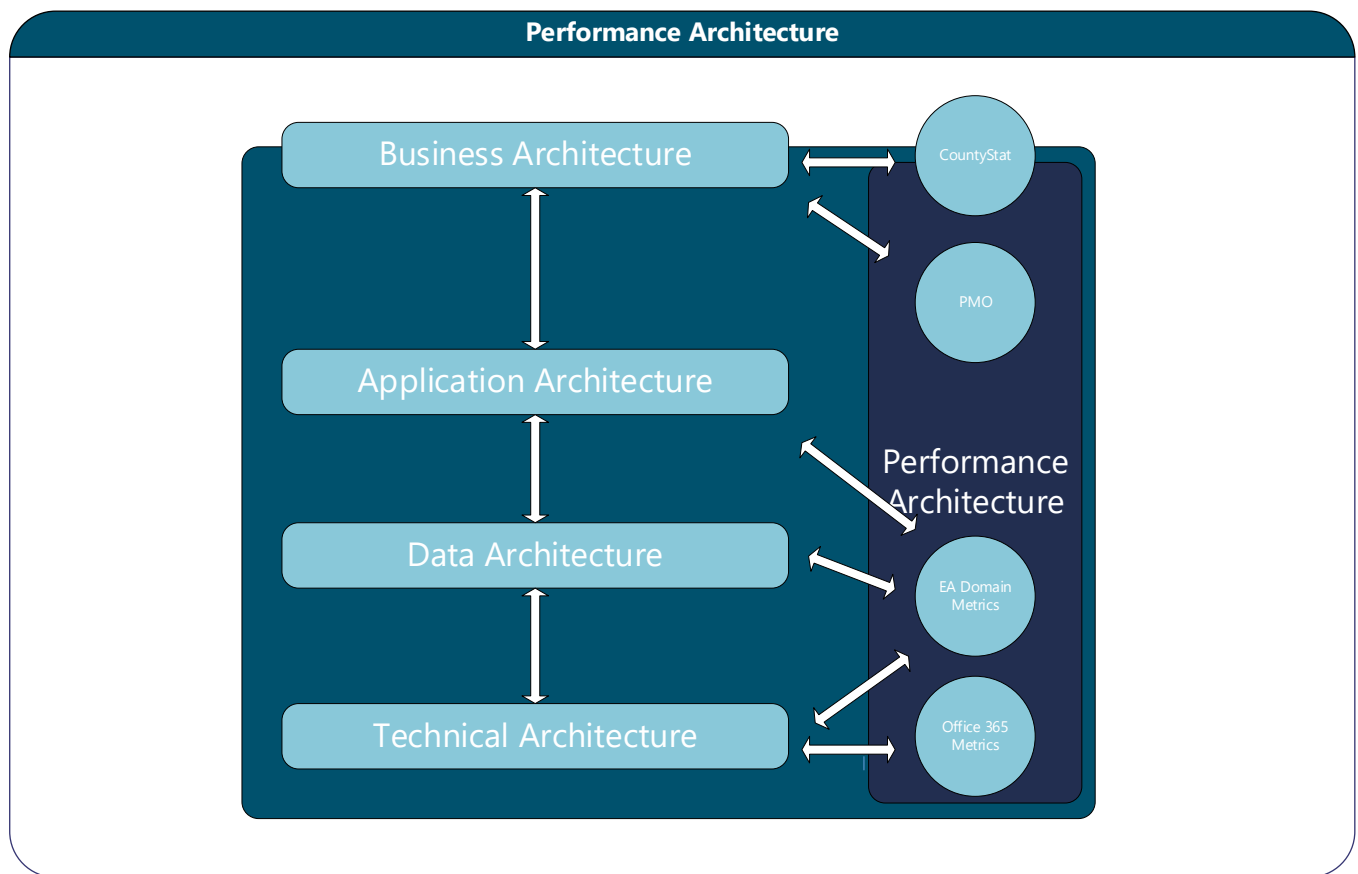 Performance Architecture
Business Architecture
CountyStat
PMO
Application Architecture
Performance
Architecture
Data Architecture
EA Domain
Metrics
Technical Architecture
Office 365
Metrics